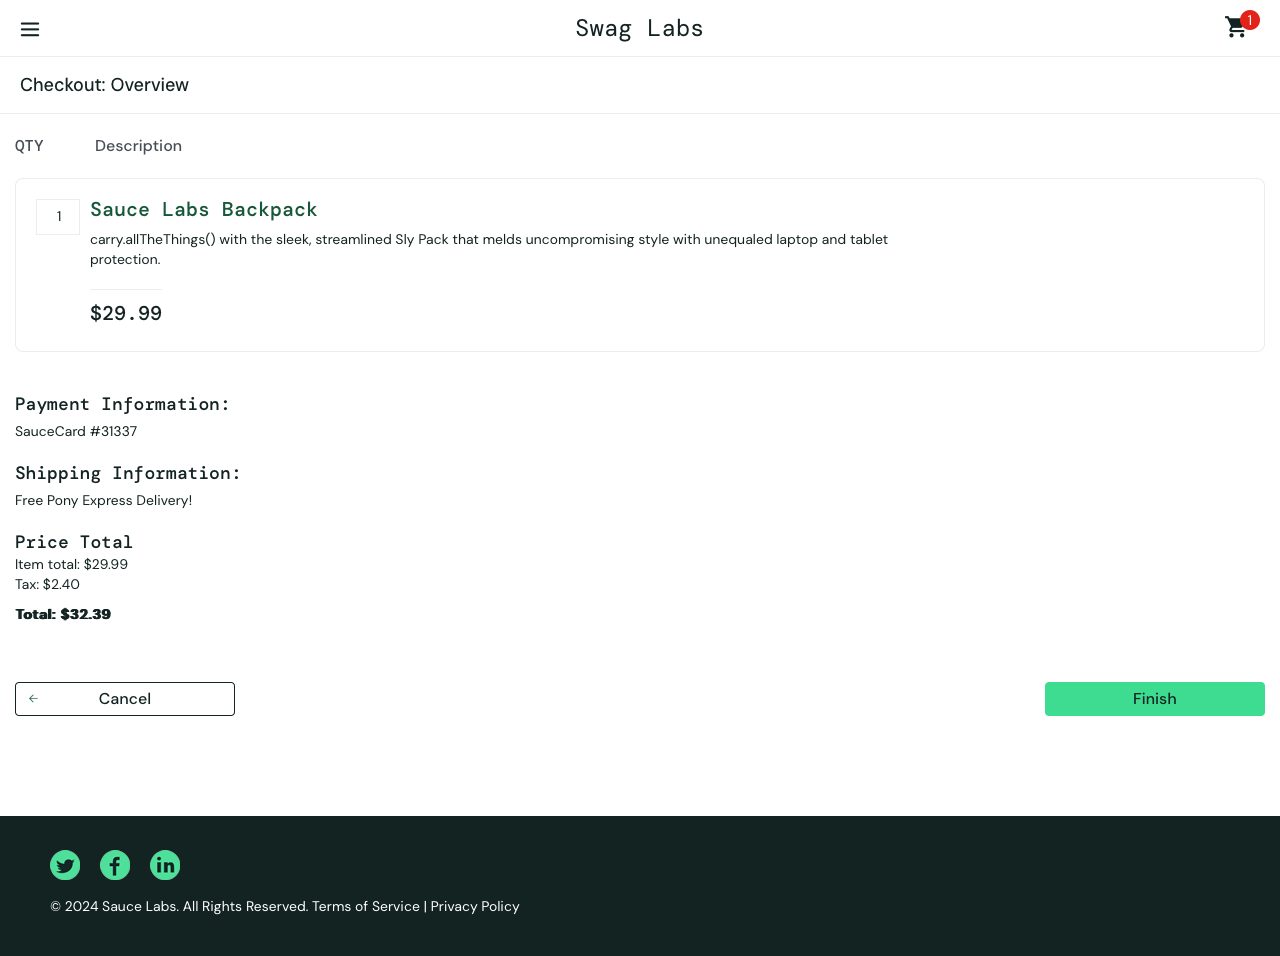 Swag Labs
1
Checkout: Overview
QTY Description
1
Sauce Labs Backpack
carry.allTheThings() with the sleek, streamlined Sly Pack that melds uncompromising style with unequaled laptop and tablet
protection.
$29.99
Payment Information:
SauceCard #31337
Shipping Information:
Free Pony Express Delivery!
Price Total
Item total: $29.99
Tax: $2.40
Total: $32.39
Cancel
Finish
© 2024 Sauce Labs. All Rights Reserved. Terms of Service | Privacy Policy